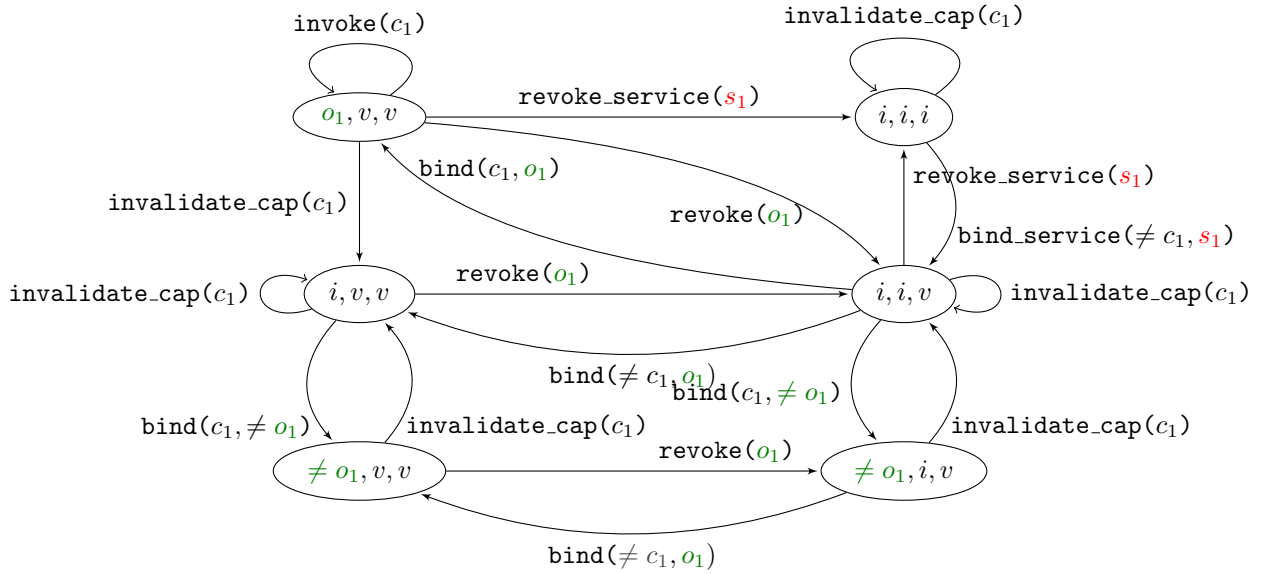 invoke(c₁)
invalidate_cap(c₁)
o₁, v, v
revoke_service(s₁)
i, i, i
bind(c₁, o₁)
revoke_service(s₁)
invalidate_cap(c₁)
revoke(o₁)
bind_service(≠ c₁, s₁)
invalidate_cap(c₁)
i, v, v
revoke(o₁)
i, i, v
invalidate_cap(c₁)
bind(≠ c₁, o₁)
bind(c₁, ≠ o₁)
bind(c₁, ≠ o₁)
invalidate_cap(c₁)
invalidate_cap(c₁)
≠ o₁, v, v
revoke(o₁)
≠ o₁, i, v
bind(≠ c₁, o₁)